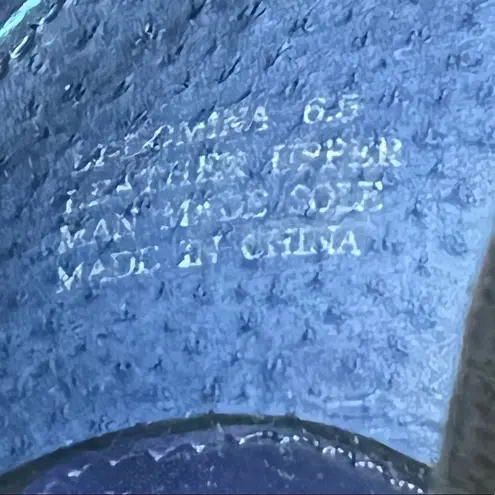 6.5
LEATHER UPPER
MAN MADE SOLE
MADE IN CHINA